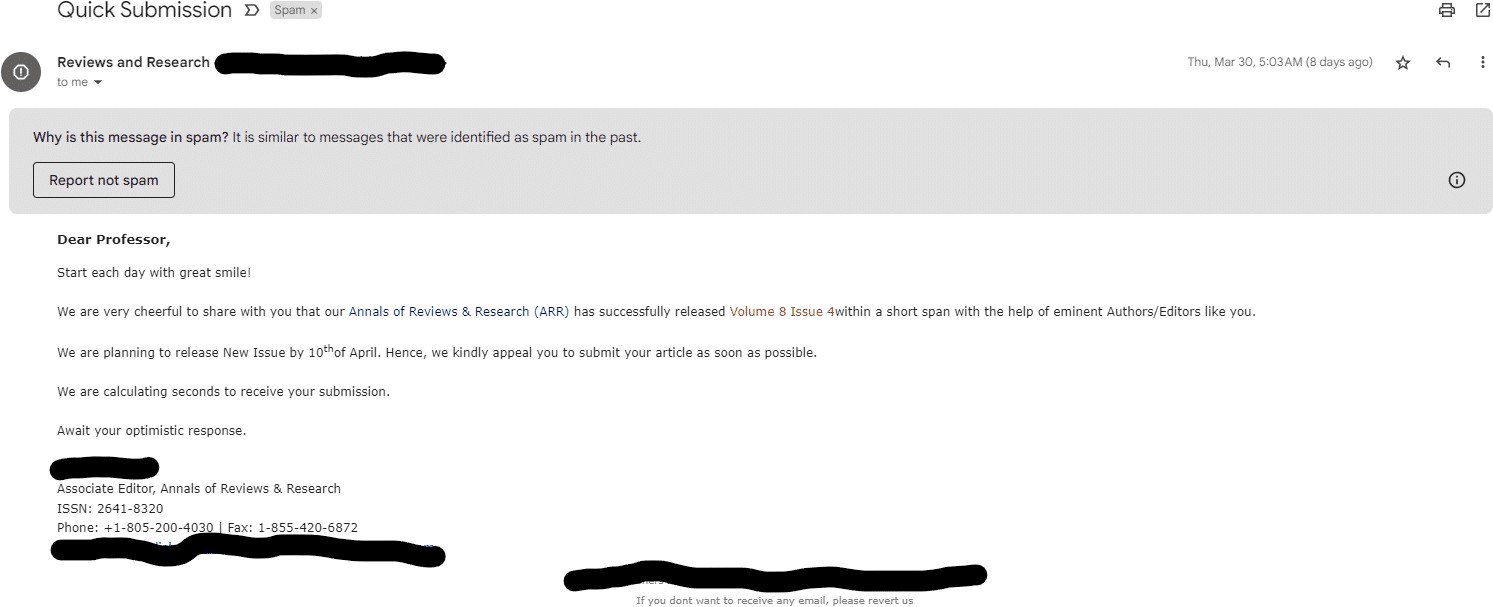 Quick Submission
Spam ×
Reviews and Research
Thu, Mar 30, 5:03 AM (8 days ago)
to me
Why is this message in spam? It is similar to messages that were identified as spam in the past.
Report not spam
Dear Professor,
Start each day with great smile!
We are very cheerful to share with you that our Annals of Reviews & Research (ARR) has successfully released Volume 8 Issue 4within a short span with the help of eminent Authors/Editors like you.
We are planning to release New Issue by 10thof April. Hence, we kindly appeal you to submit your article as soon as possible.
We are calculating seconds to receive your submission.
Await your optimistic response.
Associate Editor, Annals of Reviews & Research
ISSN: 2641-8320
Phone: +1-805-200-4030 | Fax: 1-855-420-6872
If you dont want to receive any email, please revert us